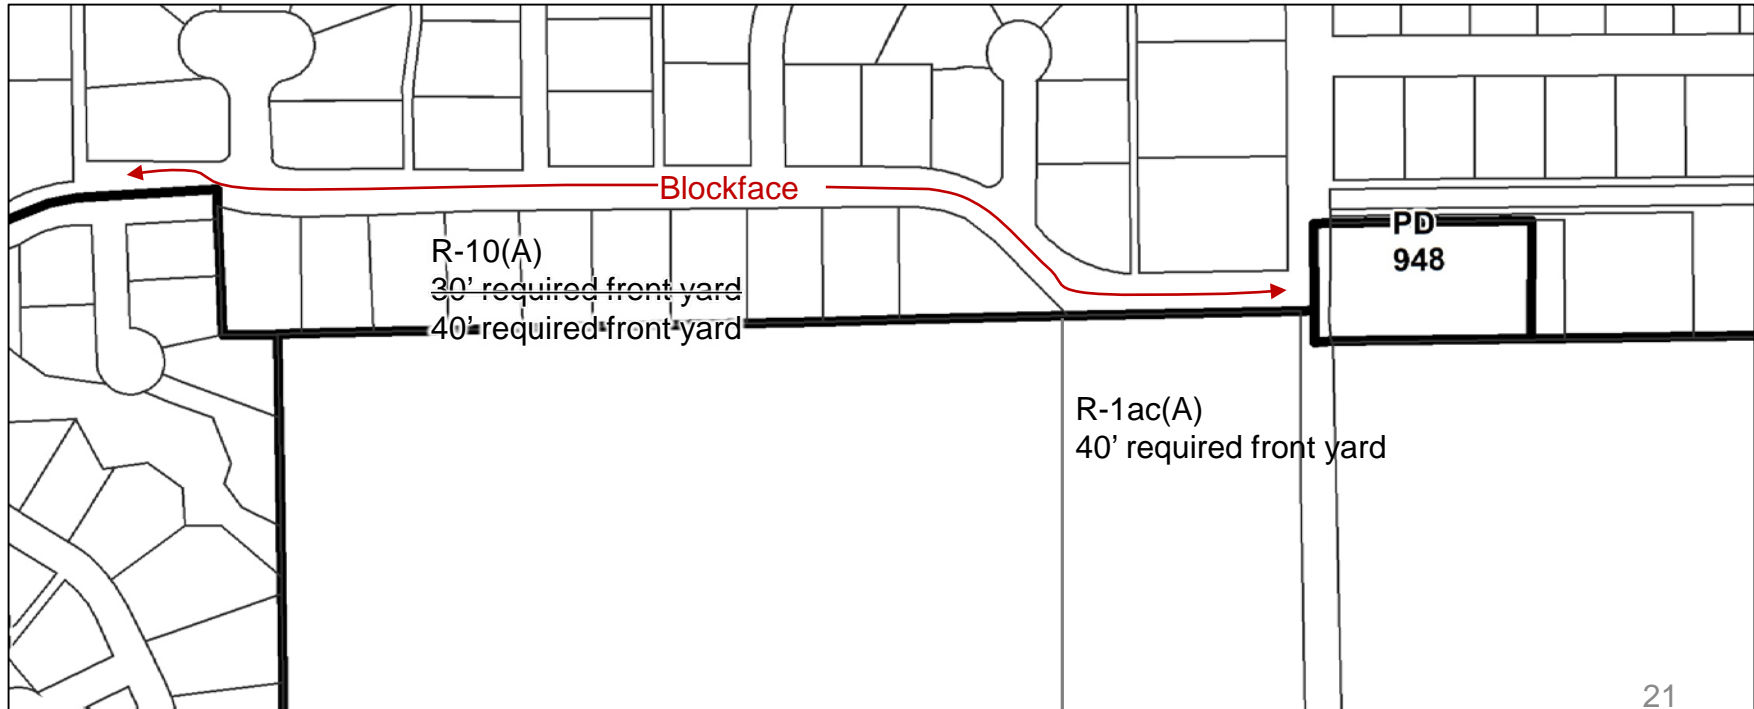 Blockface
R-10(A)
30’ required front yard
40’ required front yard
PD
948
R-1ac(A)
40’ required front yard
21